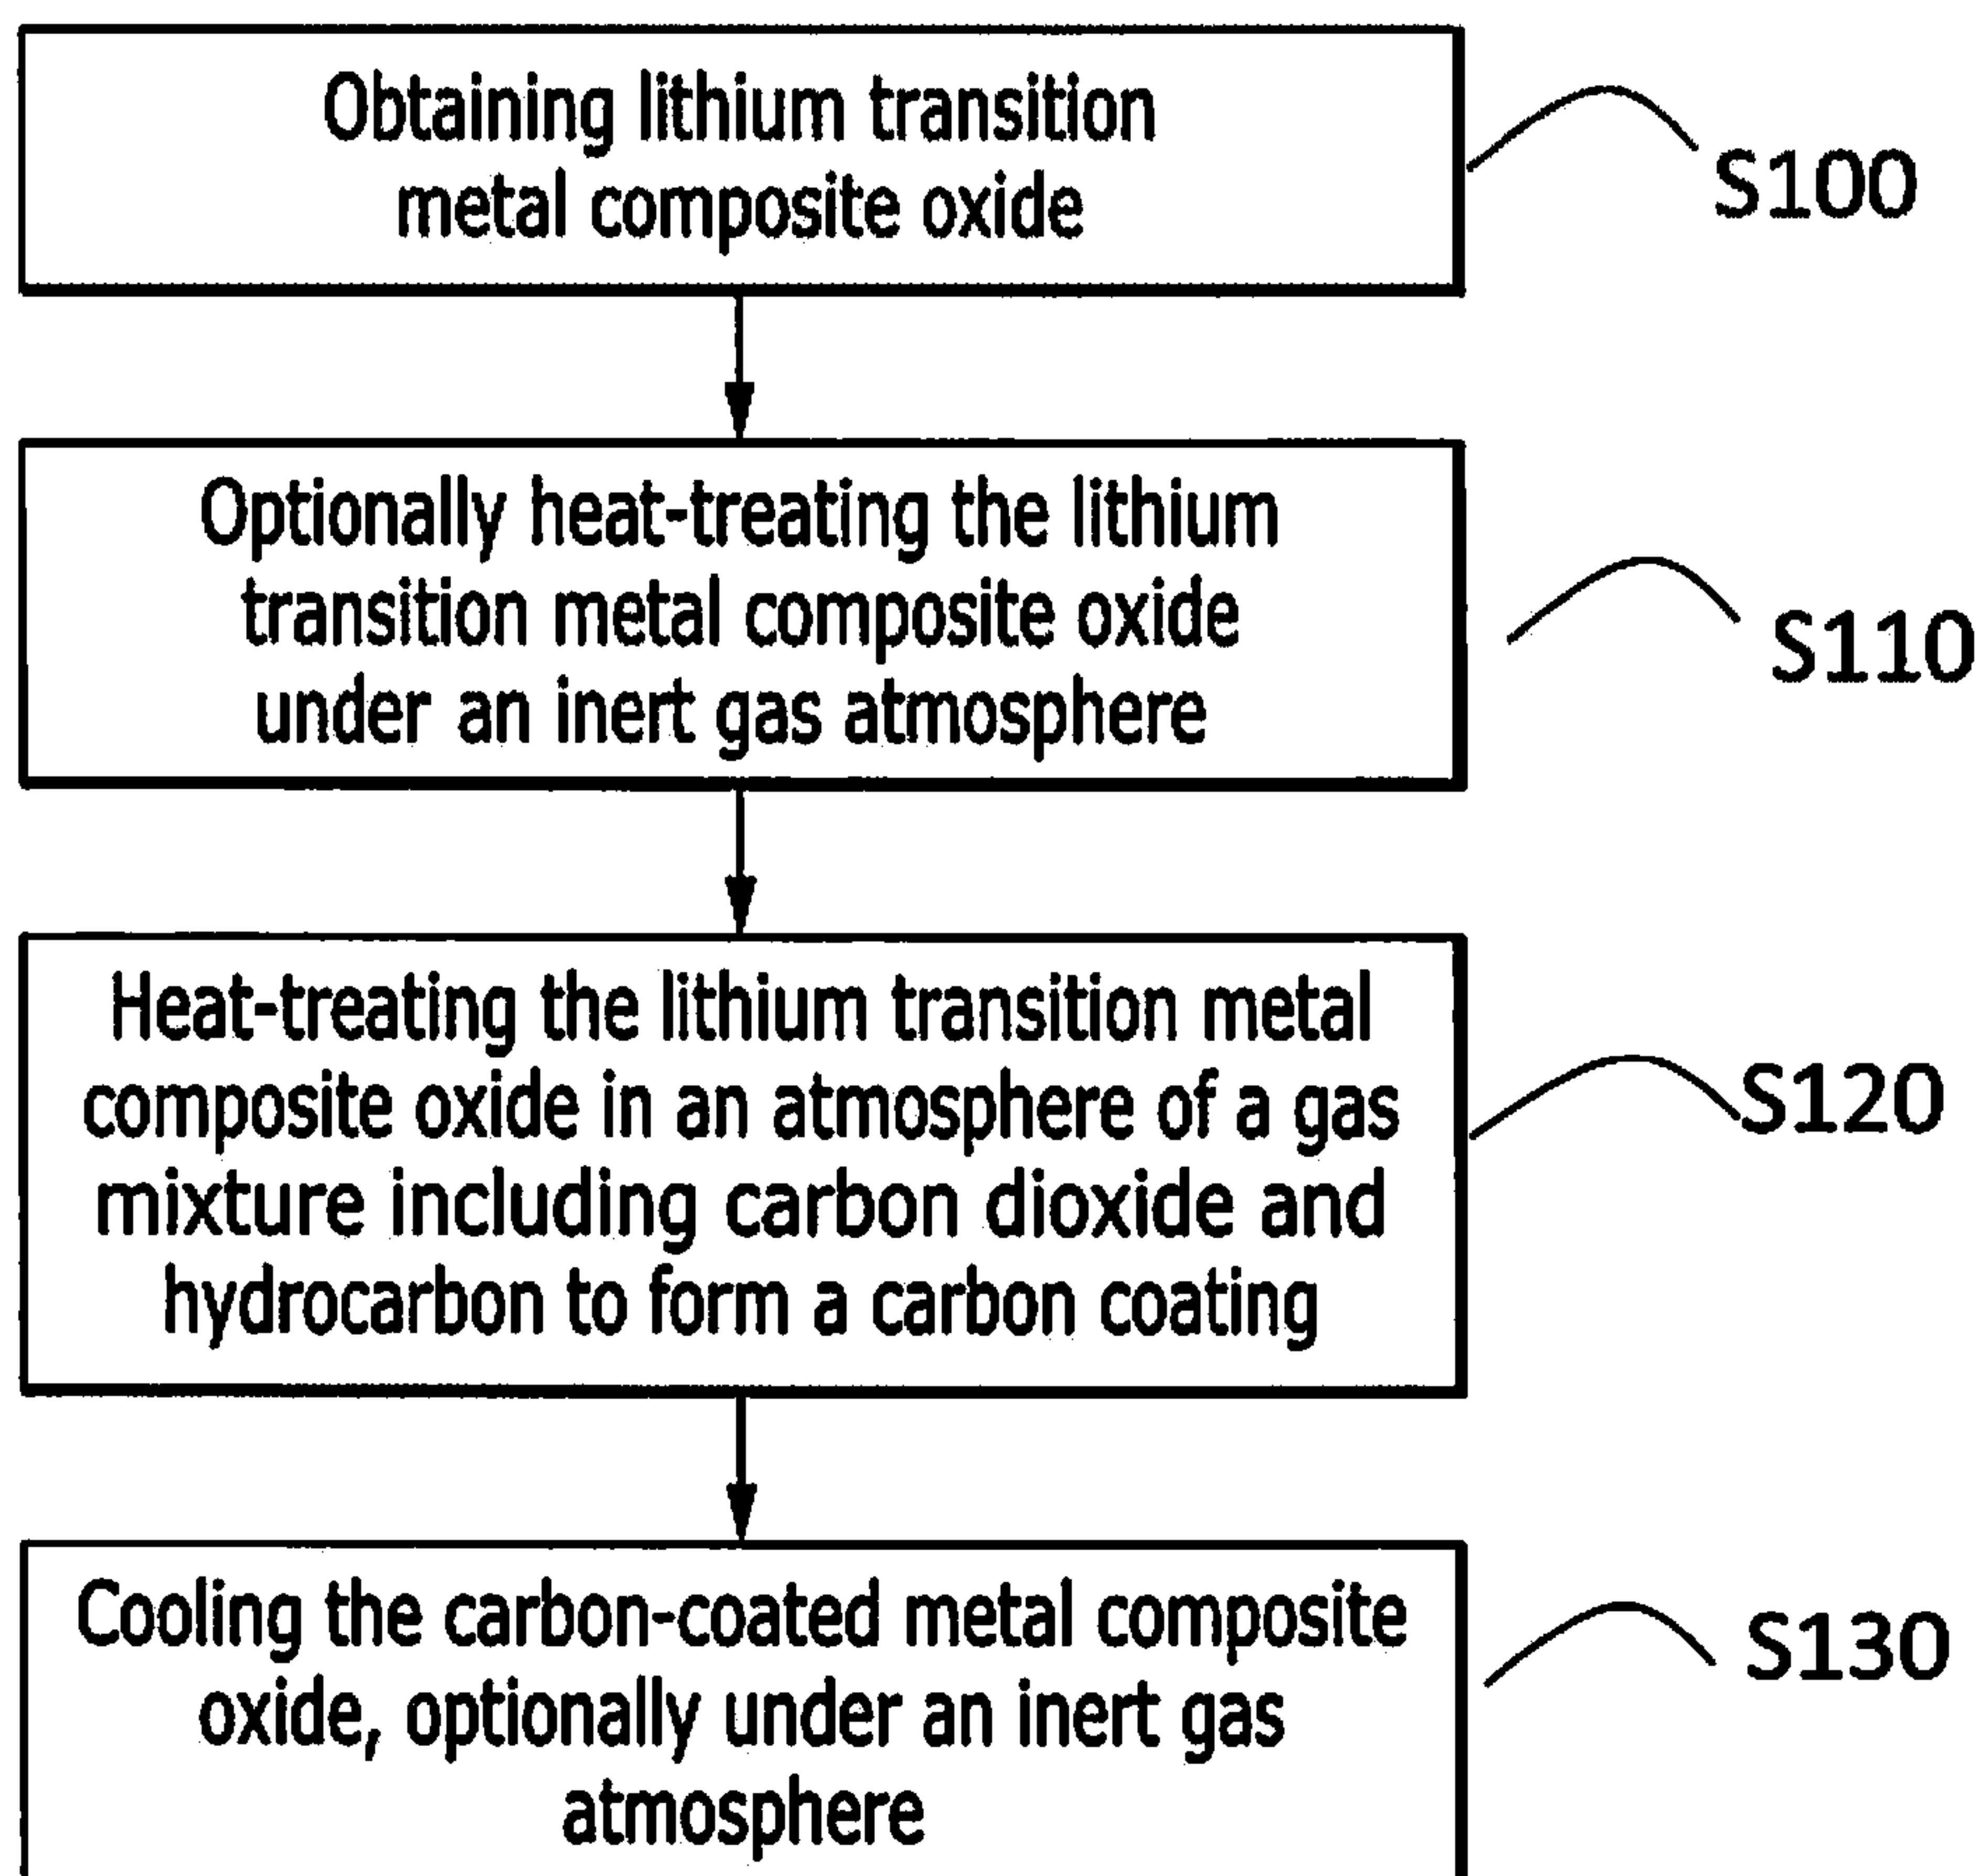 Obtaining lithium transition
metal composite oxide
S100
Optionally heat-treating the lithium
transition metal composite oxide
under an inert gas atmosphere
S110
Heat-treating the lithium transition metal
composite oxide in an atmosphere of a gas
mixture including carbon dioxide and
hydrocarbon to form a carbon coating
S120
Cooling the carbon-coated metal composite
oxide, optionally under an inert gas
atmosphere
S130